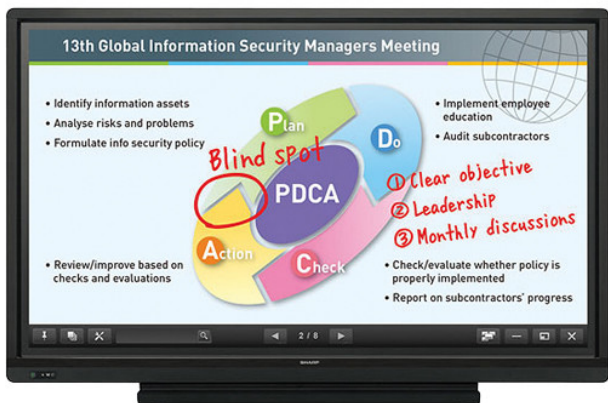 13th Global Information Security Managers Meeting
• Identify information assets
• Analyse risks and problems
• Formulate info security policy
• Implement employee
education
• Audit subcontractors
Plan
Do
Blind spot
PDCA
① Clear objective
② Leadership
③ Monthly discussions
Action
Check
• Review/improve based on
checks and evaluations
• Check/evaluate whether policy is
properly implemented
• Report on subcontractors' progress
2 / 8
SHARP